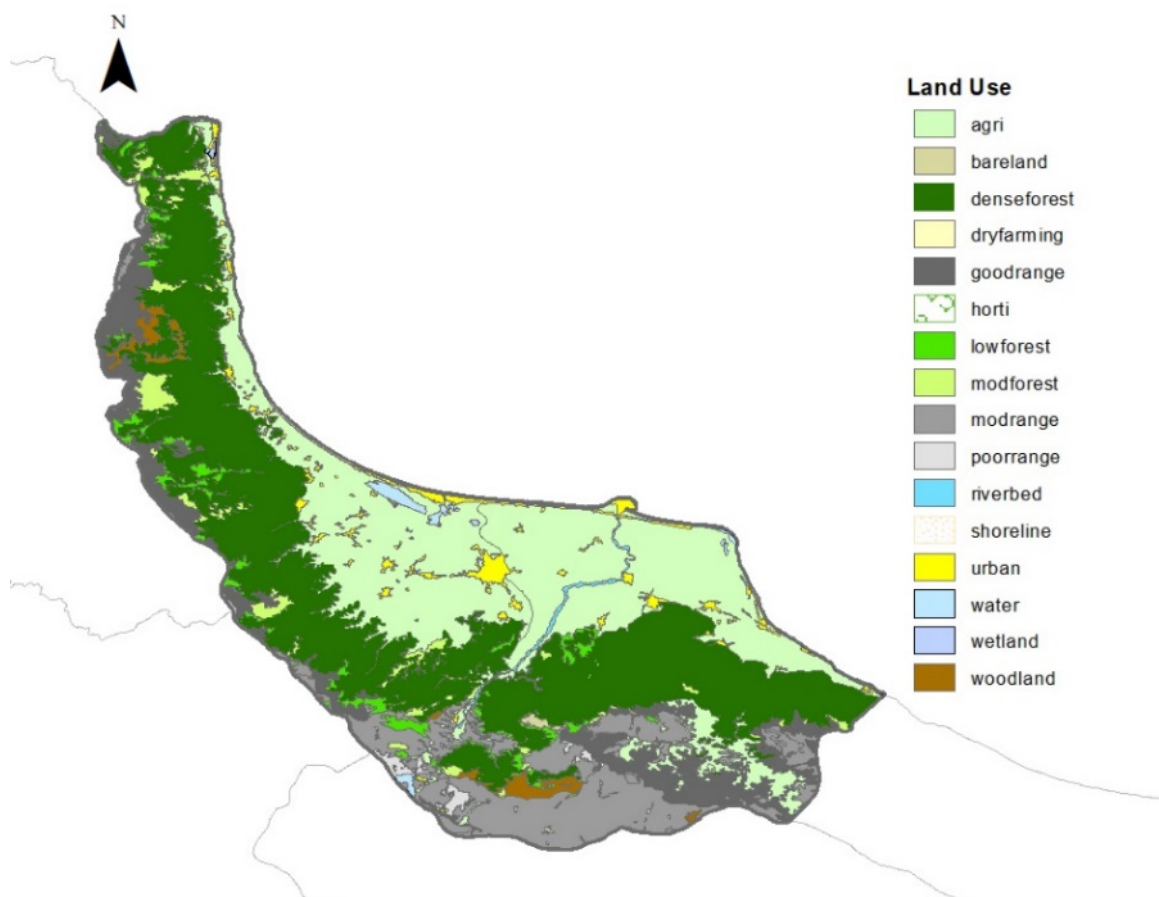 N
Land Use
agri
bareland
denseforest
dryfarming
goodrange
horti
lowforest
modforest
modrange
poorrange
riverbed
shoreline
urban
water
wetland
woodland